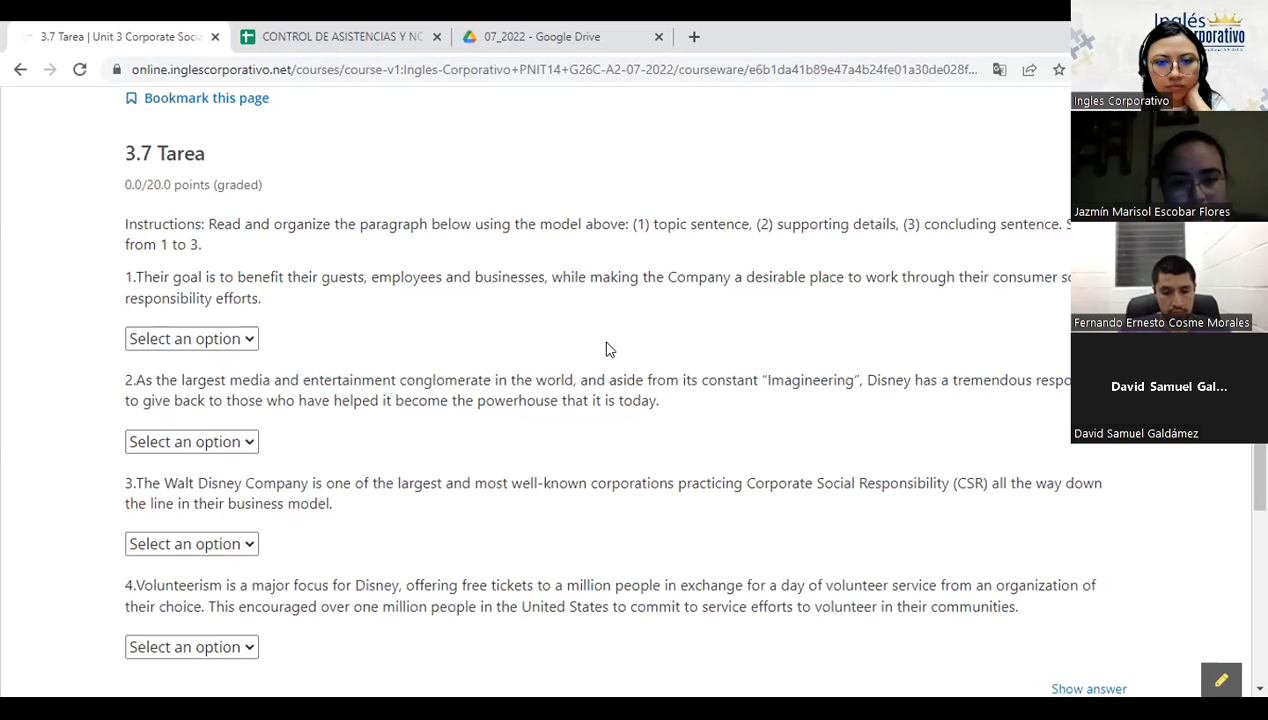 3.7 Tarea | Unit 3 Corporate Socia
CONTROL DE ASISTENCIAS Y NO
07_2022 - Google Drive
online.inglescorporativo.net/courses/course-v1:Ingles-Corporativo+PNIT14+G26C-A2-07-2022/courseware/e6b1da41b89e47a4b24fe01a30de028f...
Bookmark this page
3.7 Tarea
0.0/20.0 points (graded)
Instructions: Read and organize the paragraph below using the model above: (1) topic sentence, (2) supporting details, (3) concluding sentence. S
from 1 to 3.
1.Their goal is to benefit their guests, employees and businesses, while making the Company a desirable place to work through their consumer so
responsibility efforts.
Select an option
2.As the largest media and entertainment conglomerate in the world, and aside from its constant “Imagineering”, Disney has a tremendous respo
to give back to those who have helped it become the powerhouse that it is today.
Select an option
3.The Walt Disney Company is one of the largest and most well-known corporations practicing Corporate Social Responsibility (CSR) all the way down
the line in their business model.
Select an option
4.Volunteerism is a major focus for Disney, offering free tickets to a million people in exchange for a day of volunteer service from an organization of
their choice. This encouraged over one million people in the United States to commit to service efforts to volunteer in their communities.
Select an option
Show answer
Inglés
Ingles Corporativo
Jazmín Marisol Escobar Flores
Fernando Ernesto Cosme Morales
David Samuel Gal...
David Samuel Galdámez